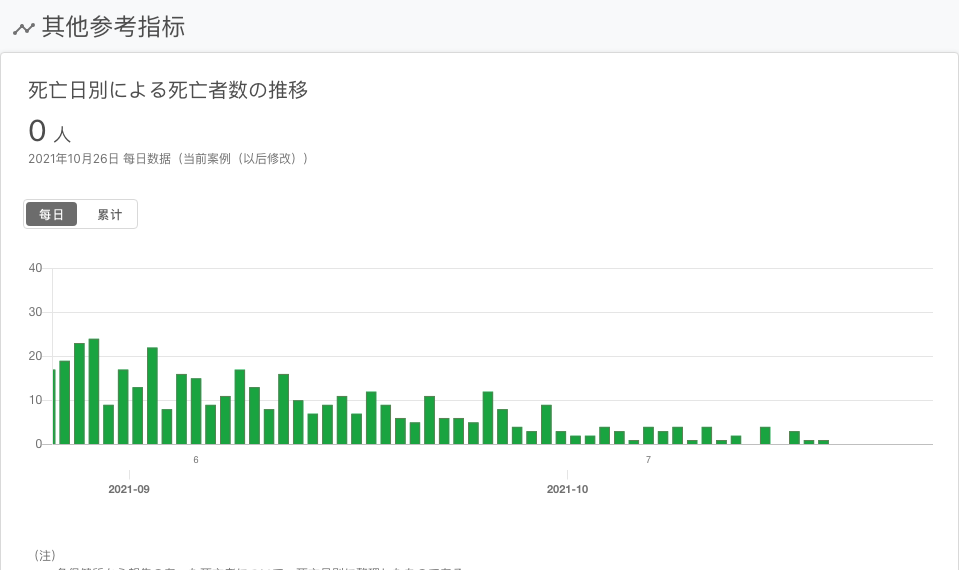 其他参考指标
死亡日別による死亡者数の推移
0 人
2021年10月26日 每日数据（当前案例（以后修改））
每日 累计
40
30
20
10
0
6 7
2021-09 2021-10
（注）